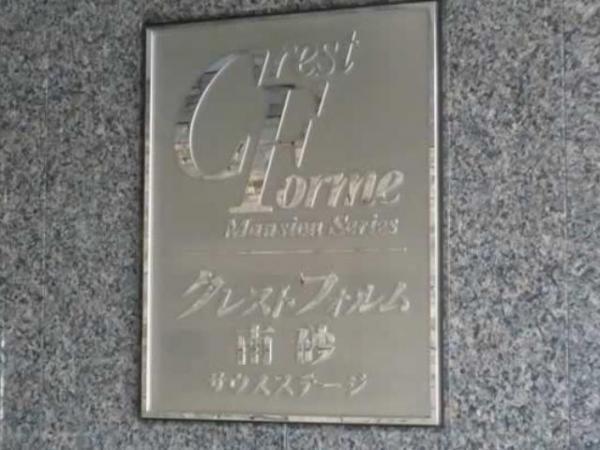 Crest
Forme
Mansion Series
クレストフォルム
南砂
サウスステージ